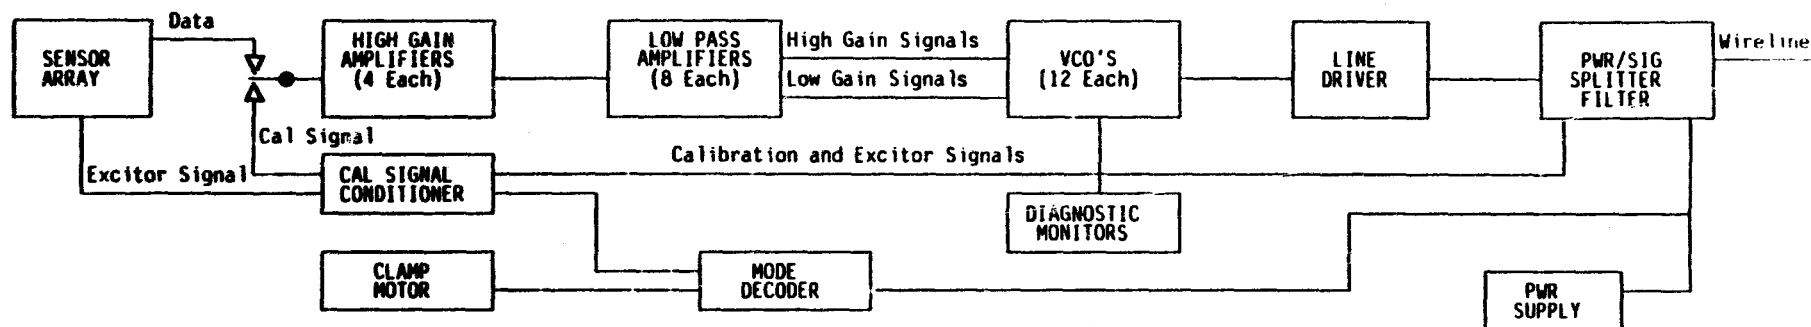 Data
SENSOR
ARRAY
HIGH GAIN
AMPLIFIERS
(4 Each)
LOW PASS
AMPLIFIERS
(8 Each)
High Gain Signals
Low Gain Signals
VCO'S
(12 Each)
LINE
DRIVER
PWR/SIG
SPLITTER
FILTER
Wireline
Cal Signal
Excitor Signal
CAL SIGNAL
CONDITIONER
Calibration and Excitor Signals
DIAGNOSTIC
MONITORS
CLAMP
MOTOR
MODE
DECODER
PWR
SUPPLY